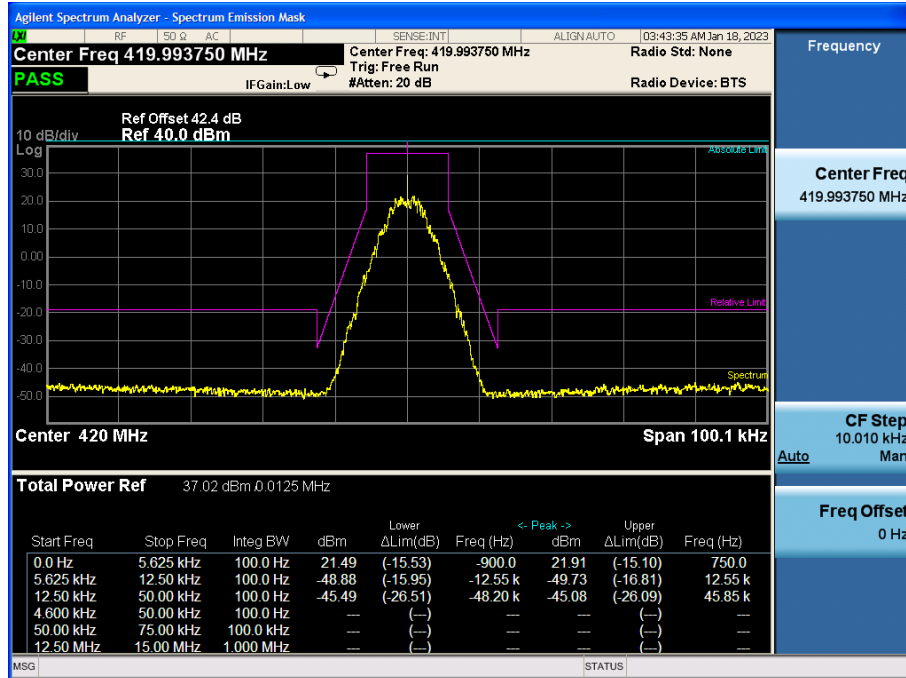 Agilent Spectrum Analyzer - Spectrum Emission Mask
LXI RF 50 Ω AC SENSE:INT ALIGN AUTO 03:43:35 AM Jan 18, 2023
Center Freq 419.993750 MHz
Center Freq: 419.993750 MHz
Radio Std: None
Trig: Free Run
PASS
IFGain:Low
#Atten: 20 dB
Radio Device: BTS
Frequency
Ref Offset 42.4 dB
10 dB/div Ref 40.0 dBm
Log
Absolute Limit
30.0
20.0
10.0
0.00
-10.0
Relative Limit
-20.0
-30.0
-40.0
Spectrum
-50.0
Center 420 MHz Span 100.1 kHz
Center Freq
419.993750 MHz
CF Step
10.010 kHz
Auto Man
Freq Offset
0 Hz
Total Power Ref 37.02 dBm / 0.0125 MHz
Lower <- Peak -> Upper
Start Freq Stop Freq Integ BW dBm ΔLim(dB) Freq (Hz) dBm ΔLim(dB) Freq (Hz)
0.0 Hz 5.625 kHz 100.0 Hz 21.49 (-15.53) -900.0 21.91 (-15.10) 750.0
5.625 kHz 12.50 kHz 100.0 Hz -48.88 (-15.95) -12.55 k -49.73 (-16.81) 12.55 k
12.50 kHz 50.00 kHz 100.0 Hz -45.49 (-26.51) -48.20 k -45.08 (-26.09) 45.85 k
4.600 kHz 50.00 kHz 100.0 Hz --- (---) --- --- (---) ---
50.00 kHz 75.00 kHz 100.0 kHz --- (---) --- --- (---) ---
12.50 MHz 15.00 MHz 1.000 MHz --- (---) --- --- (---) ---
MSG STATUS